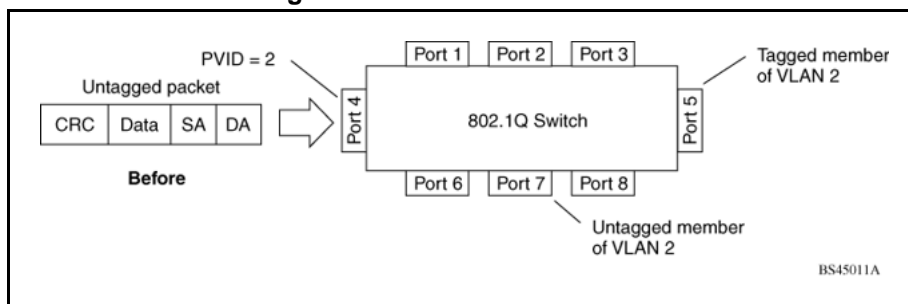 g
PVID = 2
Port 1
Port 2
Port 3
Tagged member
of VLAN 2
Untagged packet
CRC
Data
SA
DA
Port 4
802.1Q Switch
Port 5
Before
Port 6
Port 7
Port 8
Untagged member
of VLAN 2
BS45011A